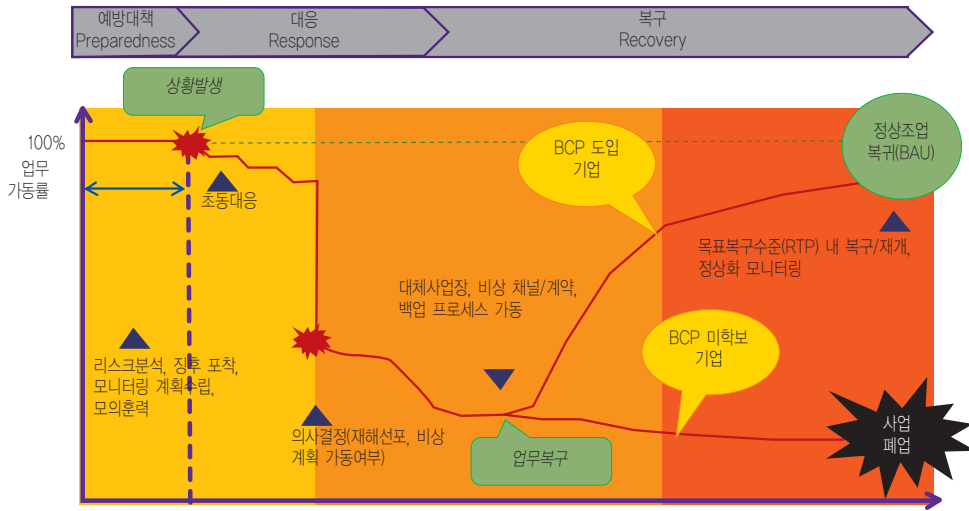 예방대책
Preparedness
대응
Response
복구
Recovery
상황발생
100%
업무
가동률
초동대응
BCP 도입
기업
정상조업
복귀(BAU)
목표복구수준(RTP) 내 복구/재개,
정상화 모니터링
대체사업장, 비상 채널/계약,
백업 프로세스 가동
BCP 미확보
기업
리스크분석, 징후 포착,
모니터링 계획수립,
모의훈력
의사결정(재해선포, 비상
계획 가동여부)
업무복구
사업
폐업